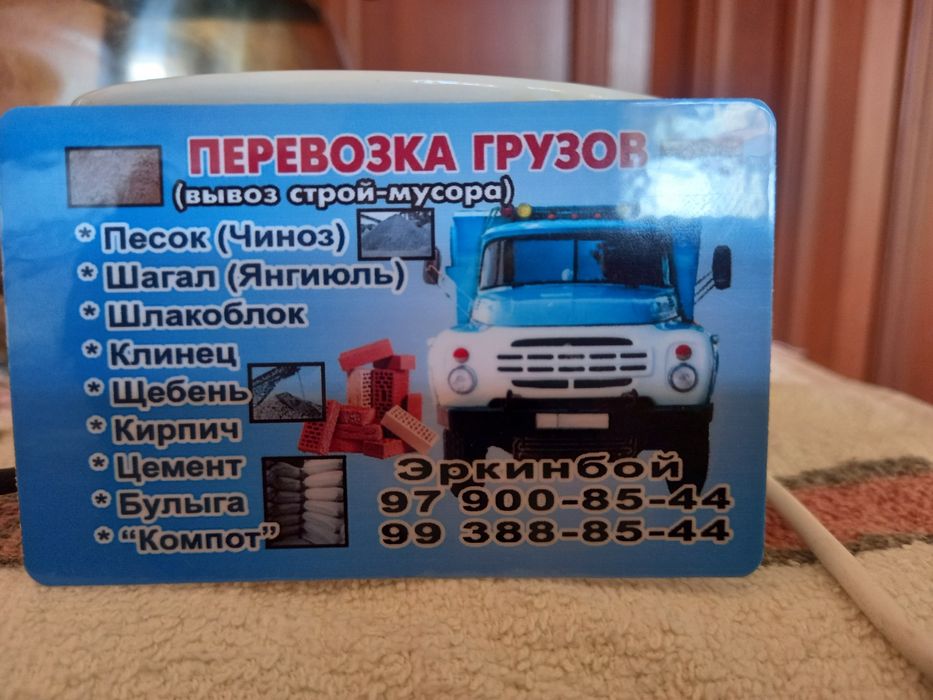 ПЕРЕВОЗКА ГРУЗОВ
(вывоз строй-мусора)
* Песок (Чиноз)
* Шагал (Янгиюль)
* Шлакоблок
* Клинец
* Щебень
* Кирпич
* Цемент
* Булыга
* “Компот”
Эркинбой
97 900-85-44
99 388-85-44